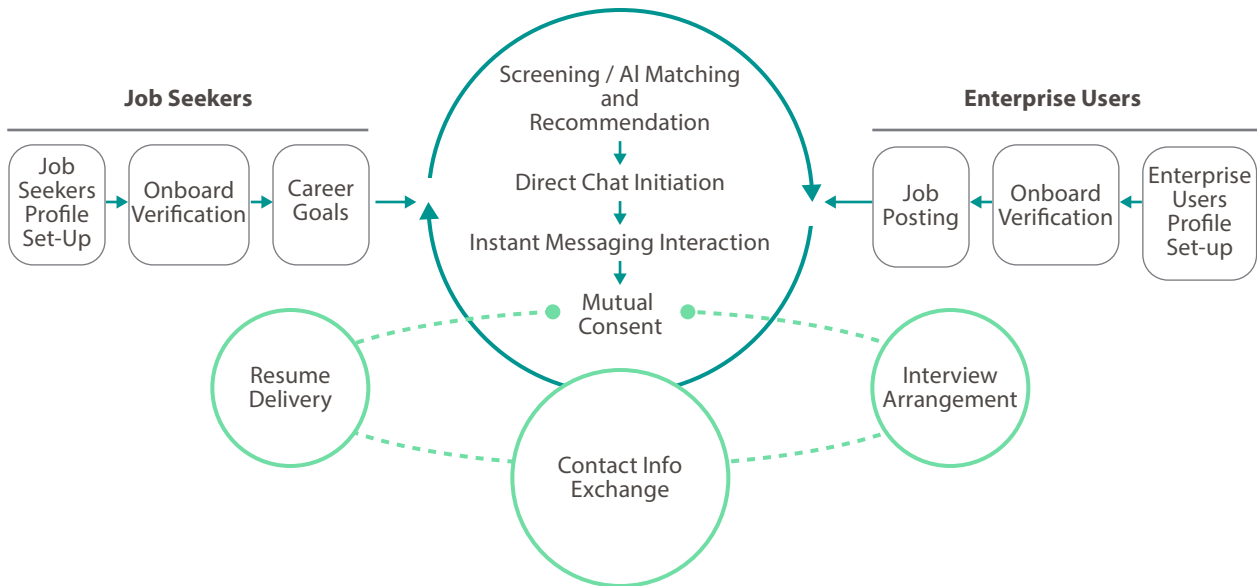 Job Seekers
Job
Seekers
Profile
Set-Up
Onboard
Verification
Career
Goals
Screening / AI Matching
and
Recommendation
Direct Chat Initiation
Instant Messaging Interaction
Mutual
Consent
Enterprise Users
Job
Posting
Onboard
Verification
Enterprise
Users
Profile
Set-up
Resume
Delivery
Contact Info
Exchange
Interview
Arrangement